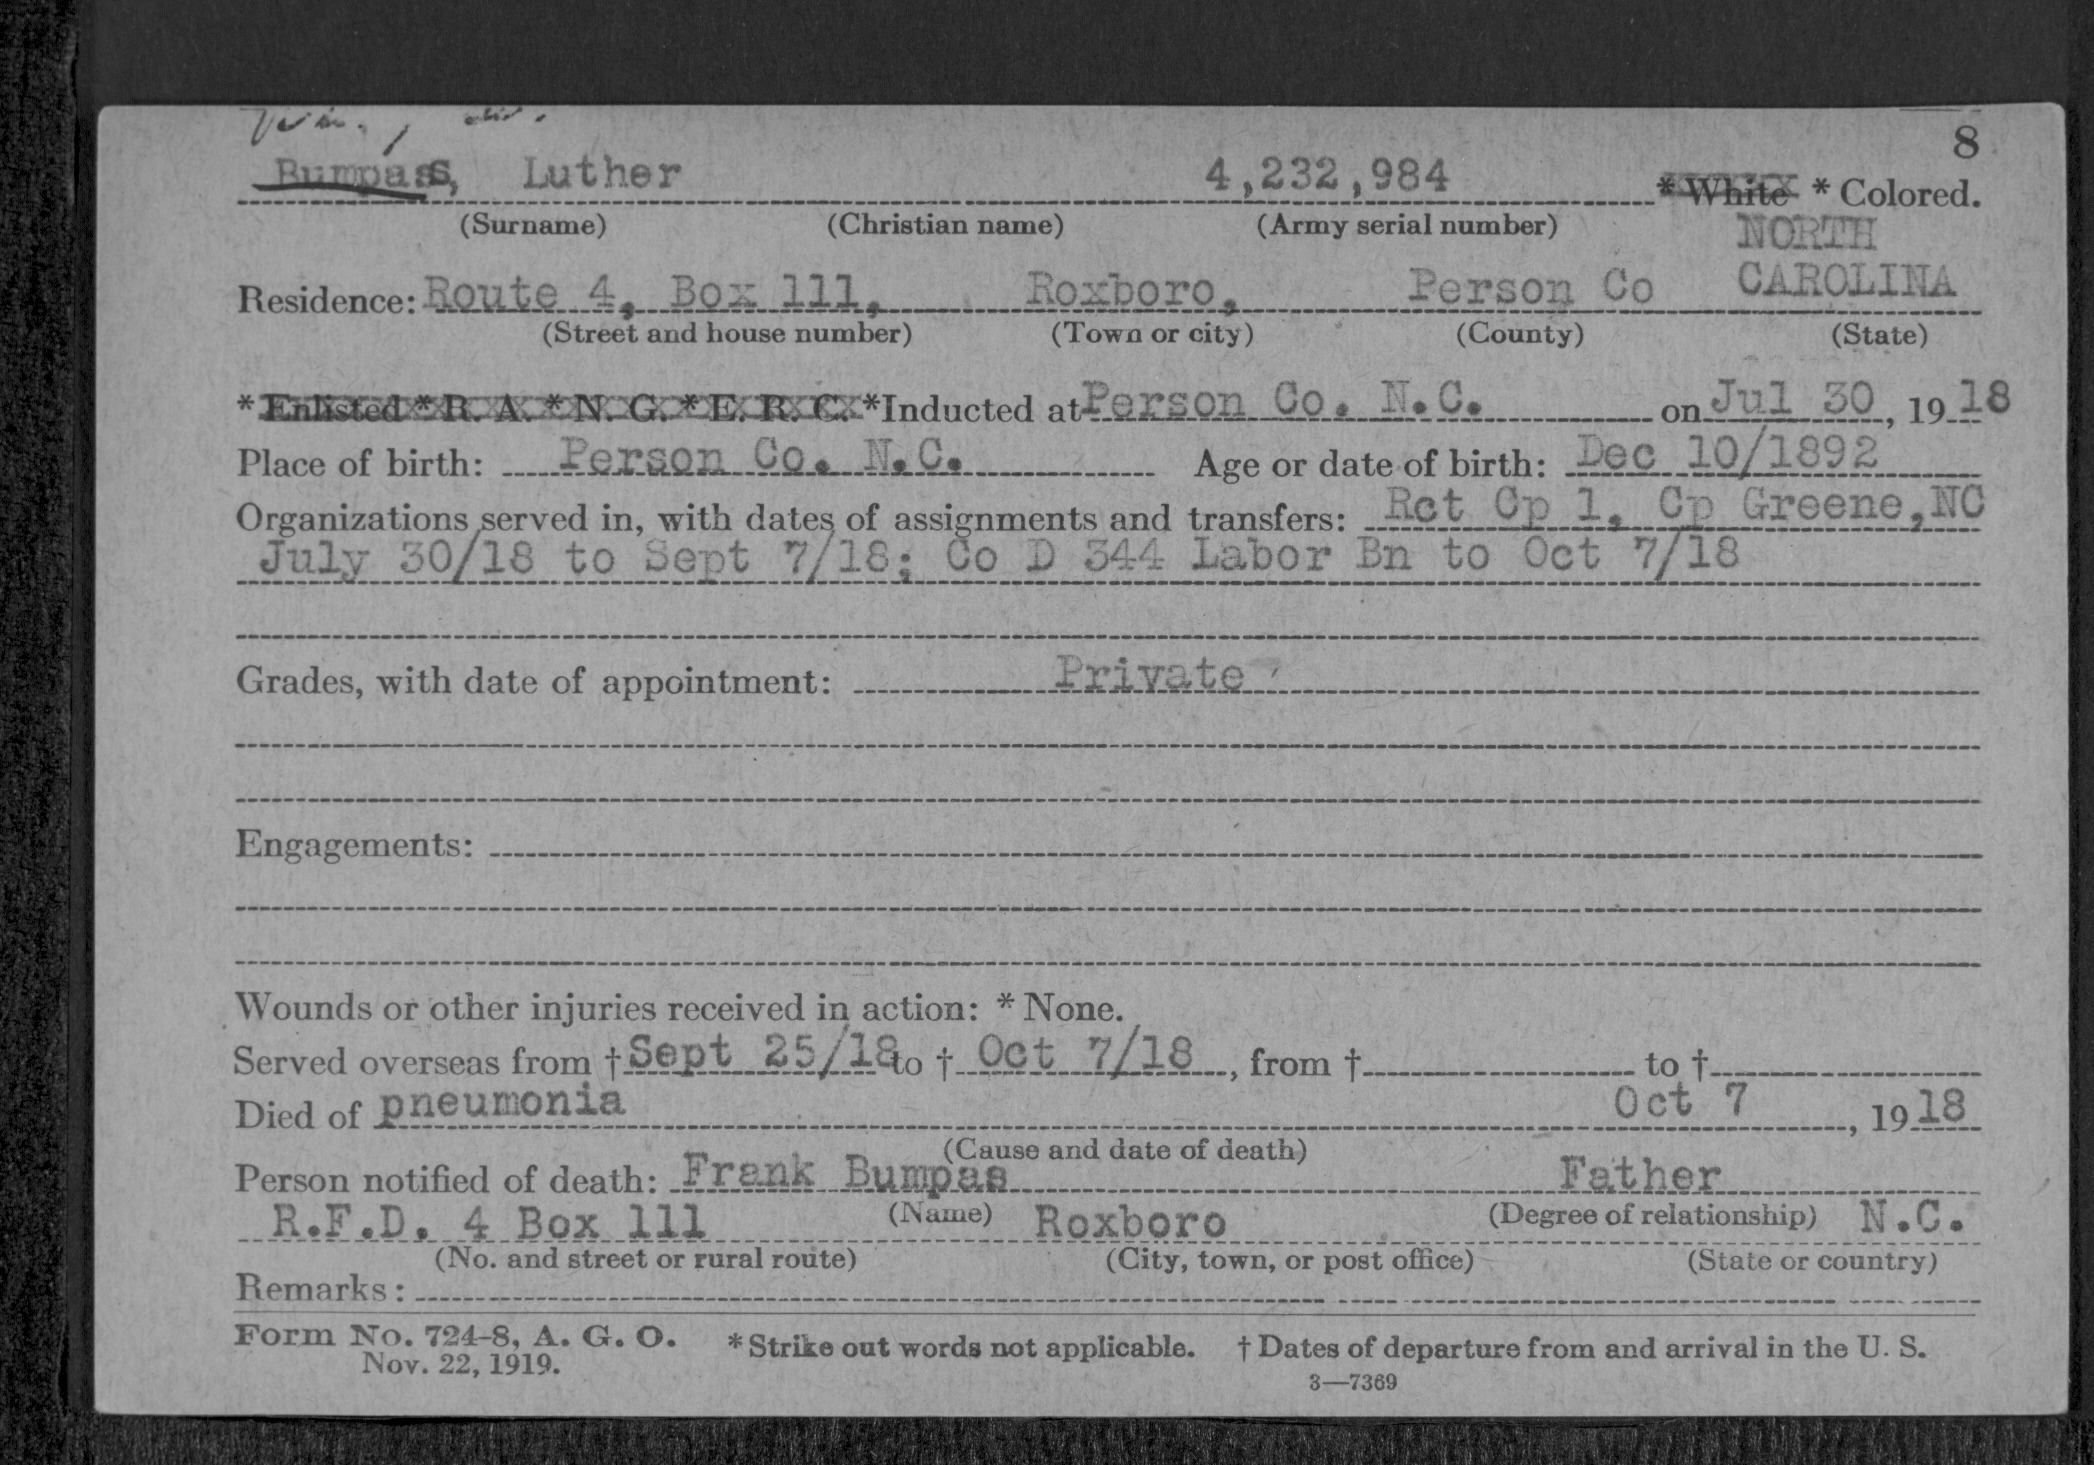 8
Bumpass, Luther 4,232,984 * White * Colored.
(Surname) (Christian name) (Army serial number)
NORTH
Residence: Route 4, Box 111, Roxboro, Person Co CAROLINA
(Street and house number) (Town or city) (County) (State)
* Enlisted * R. A. * N. G. * E. R. C. *Inducted at Person Co. N.C. on Jul 30, 1918
Place of birth: Person Co. N.C. Age or date of birth: Dec 10/1892
Organizations served in, with dates of assignments and transfers: Rct Cp 1, Cp Greene,NC
July 30/18 to Sept 7/18; Co D 344 Labor Bn to Oct 7/18
Grades, with date of appointment: Private
Engagements:
Wounds or other injuries received in action: * None.
Served overseas from † Sept 25/18 to † Oct 7/18, from † to †
Died of pneumonia Oct 7, 1918
(Cause and date of death)
Person notified of death: Frank Bumpas Father
(Name) (Degree of relationship)
R.F.D. 4 Box 111 Roxboro N.C.
(No. and street or rural route) (City, town, or post office) (State or country)
Remarks:
Form No. 724-8, A. G. O. * Strike out words not applicable. † Dates of departure from and arrival in the U. S.
Nov. 22, 1919.
3—7369